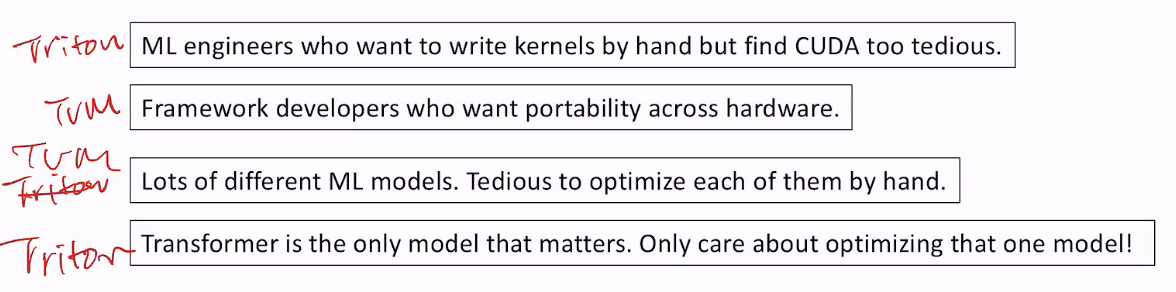 Triton ML engineers who want to write kernels by hand but find CUDA too tedious.
TVM Framework developers who want portability across hardware.
TVM
Triton Lots of different ML models. Tedious to optimize each of them by hand.
Triton Transformer is the only model that matters. Only care about optimizing that one model!